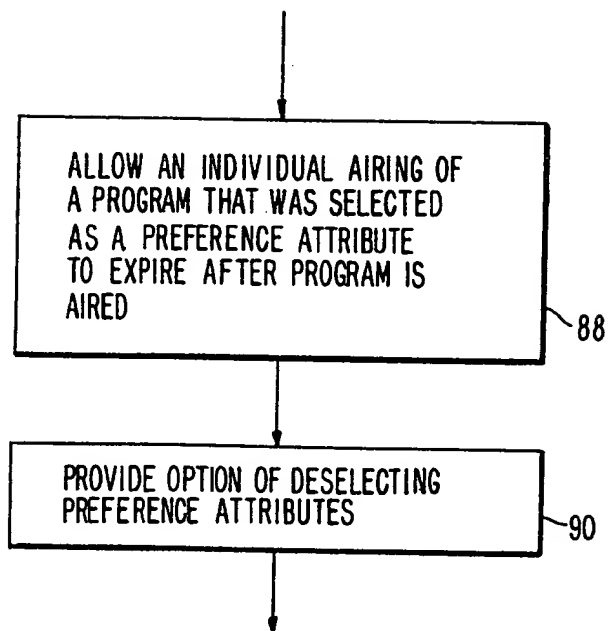 ALLOW AN INDIVIDUAL AIRING OF
A PROGRAM THAT WAS SELECTED
AS A PREFERENCE ATTRIBUTE
TO EXPIRE AFTER PROGRAM IS
AIRED
88
PROVIDE OPTION OF DESELECTING
PREFERENCE ATTRIBUTES
90